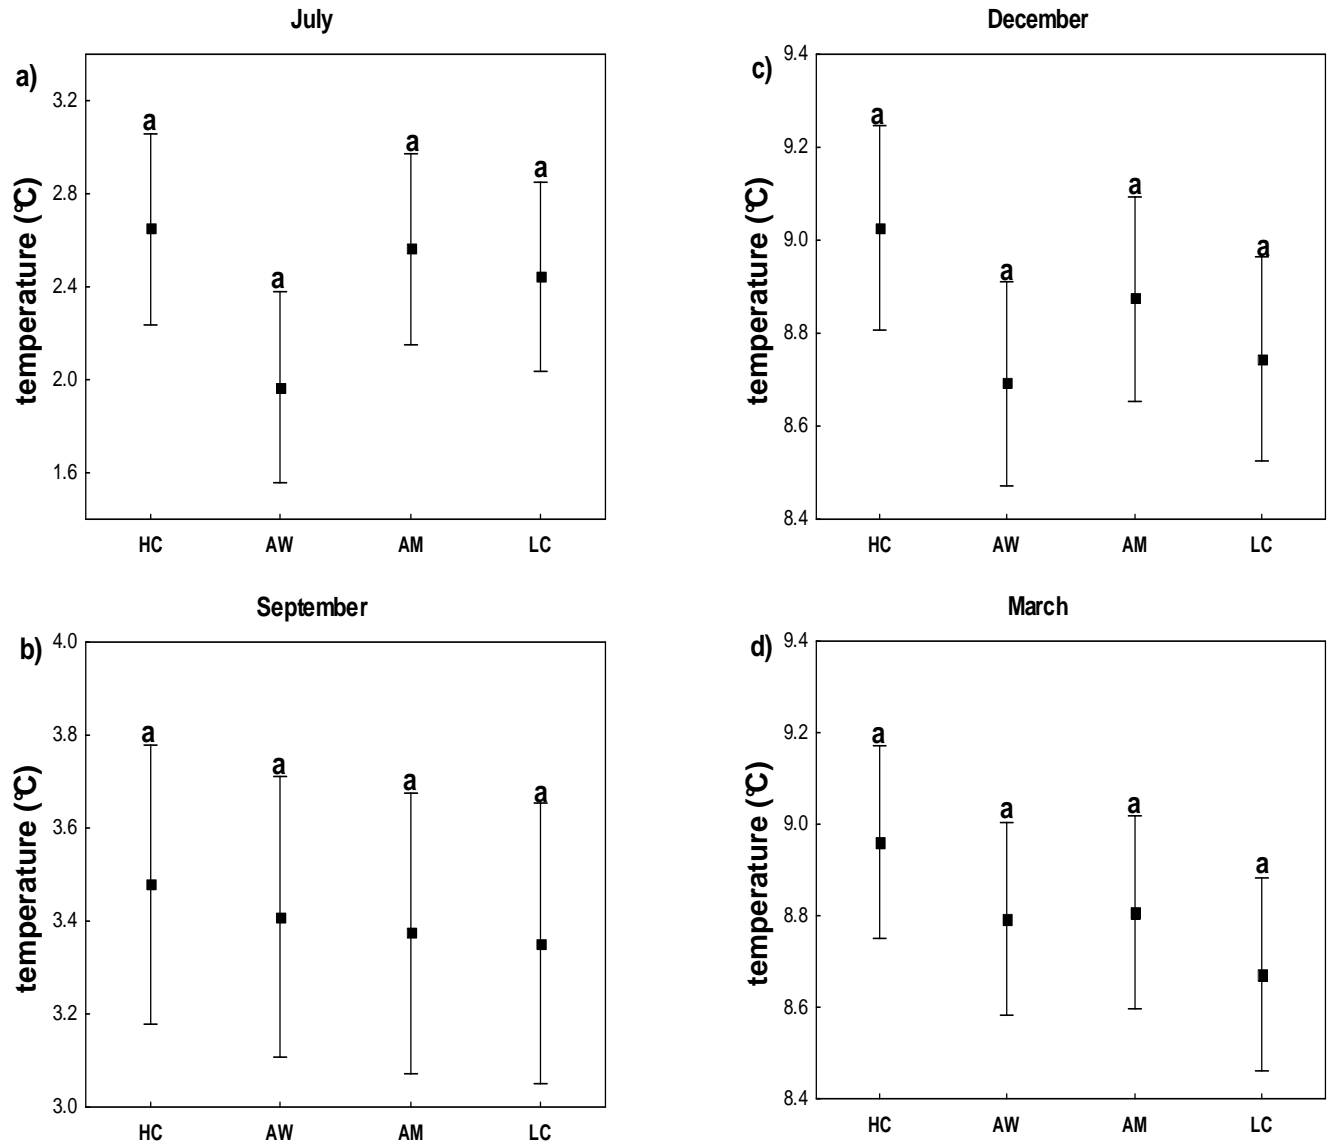 July
a)
temperature (°C)
3.2
2.8
2.4
2.0
1.6
a
a
a
a
HC AW AM LC
December
c)
temperature (°C)
9.4
9.2
9.0
8.8
8.6
8.4
a
a
a
a
HC AW AM LC
September
b)
temperature (°C)
4.0
3.8
3.6
3.4
3.2
3.0
a
a
a
a
HC AW AM LC
March
d)
temperature (°C)
9.4
9.2
9.0
8.8
8.6
8.4
a
a
a
a
HC AW AM LC